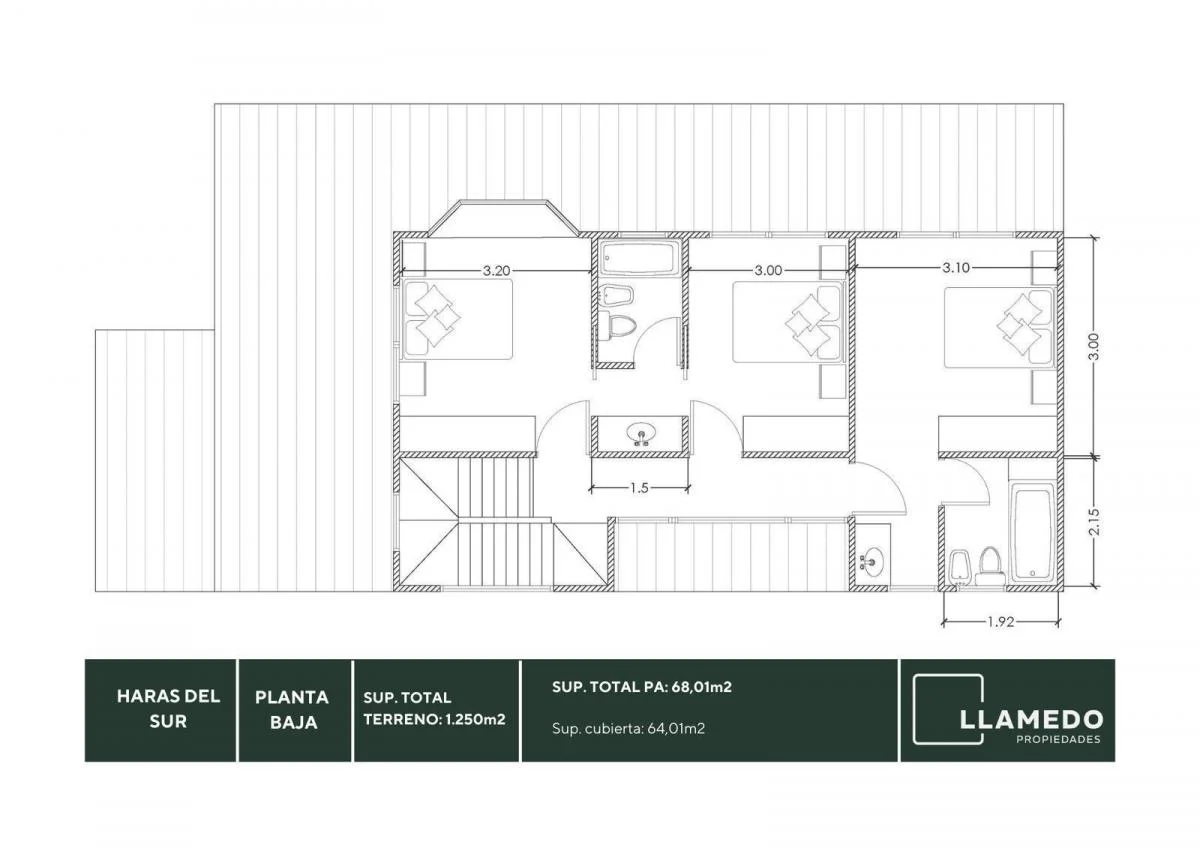 3.20
3.00
3.10
3.00
1.5
2.15
1.92
HARAS DEL
SUR
PLANTA
BAJA
SUP. TOTAL
TERRENO: 1.250m2
SUP. TOTAL PA: 68,01m2
Sup. cubierta: 64,01m2
LLAMEDO
PROPIEDADES